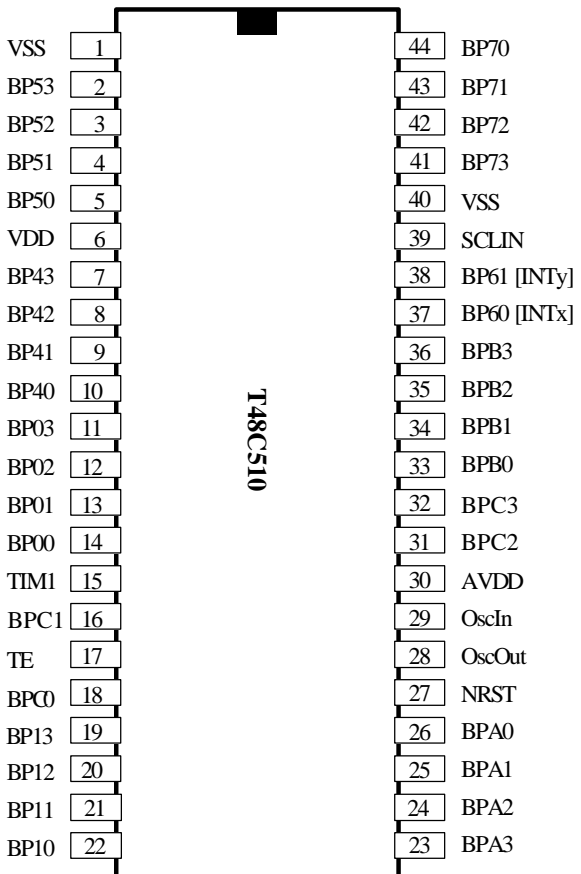 VSS 1 44 BP70
BP53 2 43 BP71
BP52 3 42 BP72
BP51 4 41 BP73
BP50 5 40 VSS
VDD 6 39 SCLIN
BP43 7 38 BP61 [INTy]
BP42 8 37 BP60 [INTx]
BP41 9 36 BPB3
BP40 10 35 BPB2
T48C510
BP03 11 34 BPB1
BP02 12 33 BPB0
BP01 13 32 BPC3
BP00 14 31 BPC2
TIM1 15 30 AVDD
BPC1 16 29 OscIn
TE 17 28 OscOut
BPC0 18 27 NRST
BP13 19 26 BPA0
BP12 20 25 BPA1
BP11 21 24 BPA2
BP10 22 23 BPA3